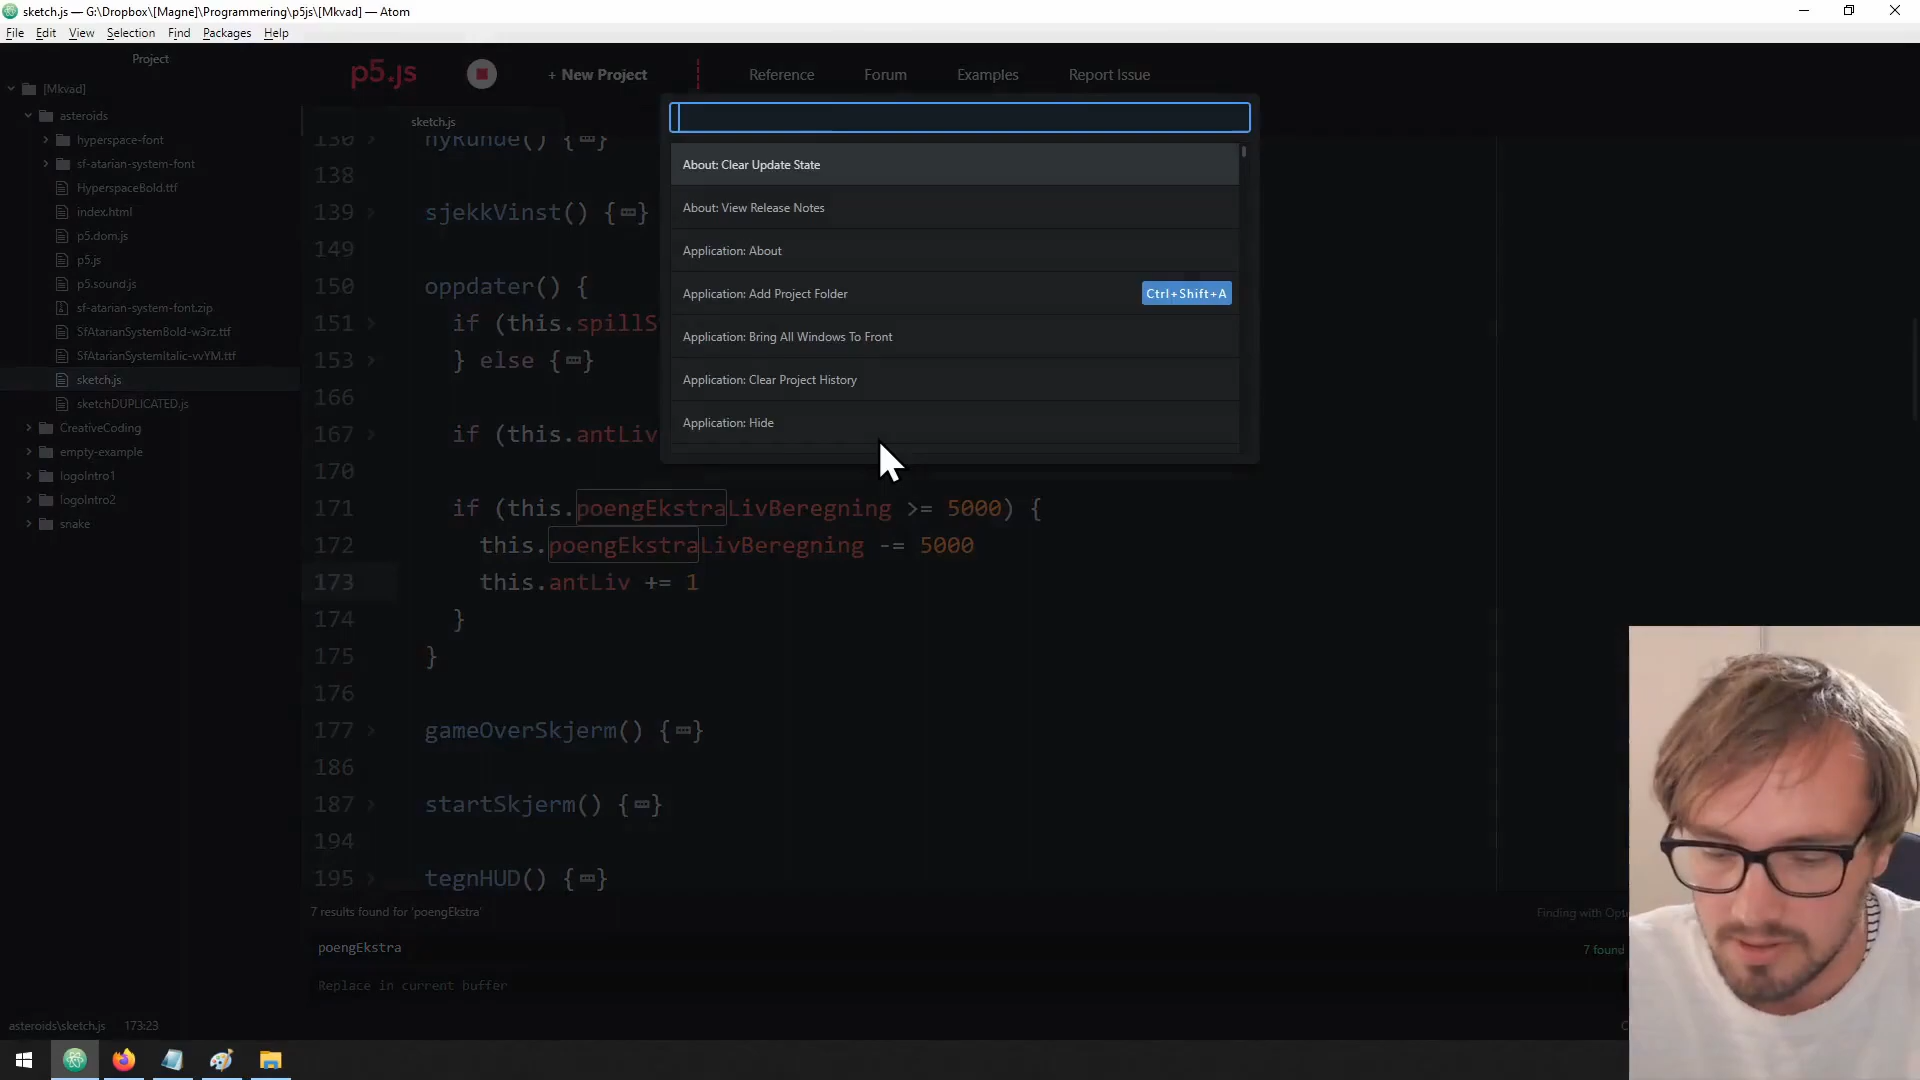 sketch.js — G:\Dropbox\[Magne]\Programmering\p5js\[Mkvad] — Atom
File Edit View Selection Find Packages Help
Project
p5.js + New Project Reference Forum Examples Report Issue
[Mkvad]
asteroids
hyperspace-font
sf-atarian-system-font
HyperspaceBold.ttf
index.html
p5.dom.js
p5.js
p5.sound.js
sf-atarian-system-font.zip
SfAtarianSystemBold-w3rz.ttf
SfAtarianSystemItalic-vvYM.ttf
sketch.js
sketchDUPLICATED.js
CreativeCoding
empty-example
logoIntro1
logoIntro2
snake
sketch.js
About: Clear Update State
About: View Release Notes
Application: About
Application: Add Project Folder Ctrl+Shift+A
Application: Bring All Windows To Front
Application: Clear Project History
Application: Hide
130 nyRunde() {}
138
139 sjekkVinst() {}
149
150 oppdater() {
151 if (this.spillS
153 } else {}
166
167 if (this.antLiv
170
171 if (this.poengEkstraLivBeregning >= 5000) {
172 this.poengEkstraLivBeregning -= 5000
173 this.antLiv += 1
174 }
175 }
176
177 gameOverSkjerm() {}
186
187 startSkjerm() {}
194
195 tegnHUD() {}
7 results found for 'poengEkstra' Finding with Opt
poengEkstra 7 found
Replace in current buffer
asteroids\sketch.js 173:23